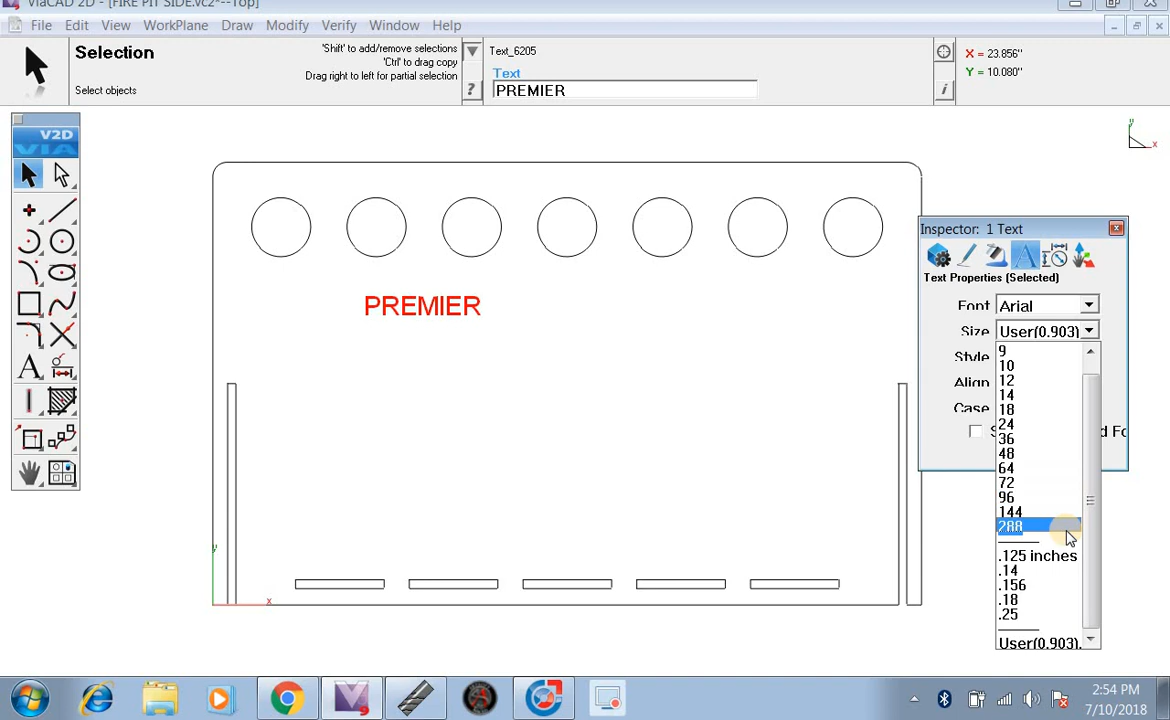 ViaCAD 2D - [FIRE PIT SIDE.vc2*--Top]
File Edit View WorkPlane Draw Modify Verify Window Help
Selection
Select objects
'Shift' to add/remove selections
'Ctrl' to drag copy
Drag right to left for partial selection
?
Text_6205
Text
PREMIER
i
X = 23.856"
Y = 10.080"
V2D
VIA
A
y
x
PREMIER
y
x
Inspector: 1 Text
Text Properties (Selected)
Font Arial
Size User(0.903)
Style
Align
Case
9
10
12
14
18
24
36
48
64
72
96
144
288
.125 inches
.14
.156
.18
.25
User(0.903).
2:54 PM
7/10/2018